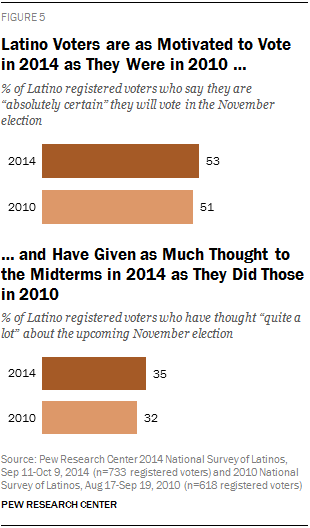 FIGURE 5
Latino Voters are as Motivated to Vote
in 2014 as They Were in 2010 ...
% of Latino registered voters who say they are
“absolutely certain” they will vote in the November
election
2014 53
2010 51
... and Have Given as Much Thought to
the Midterms in 2014 as They Did Those
in 2010
% of Latino registered voters who have thought “quite a
lot” about the upcoming November election
2014 35
2010 32
Source: Pew Research Center 2014 National Survey of Latinos,
Sep 11-Oct 9, 2014 (n=733 registered voters) and 2010 National
Survey of Latinos, Aug 17-Sep 19, 2010 (n=618 registered voters)
PEW RESEARCH CENTER